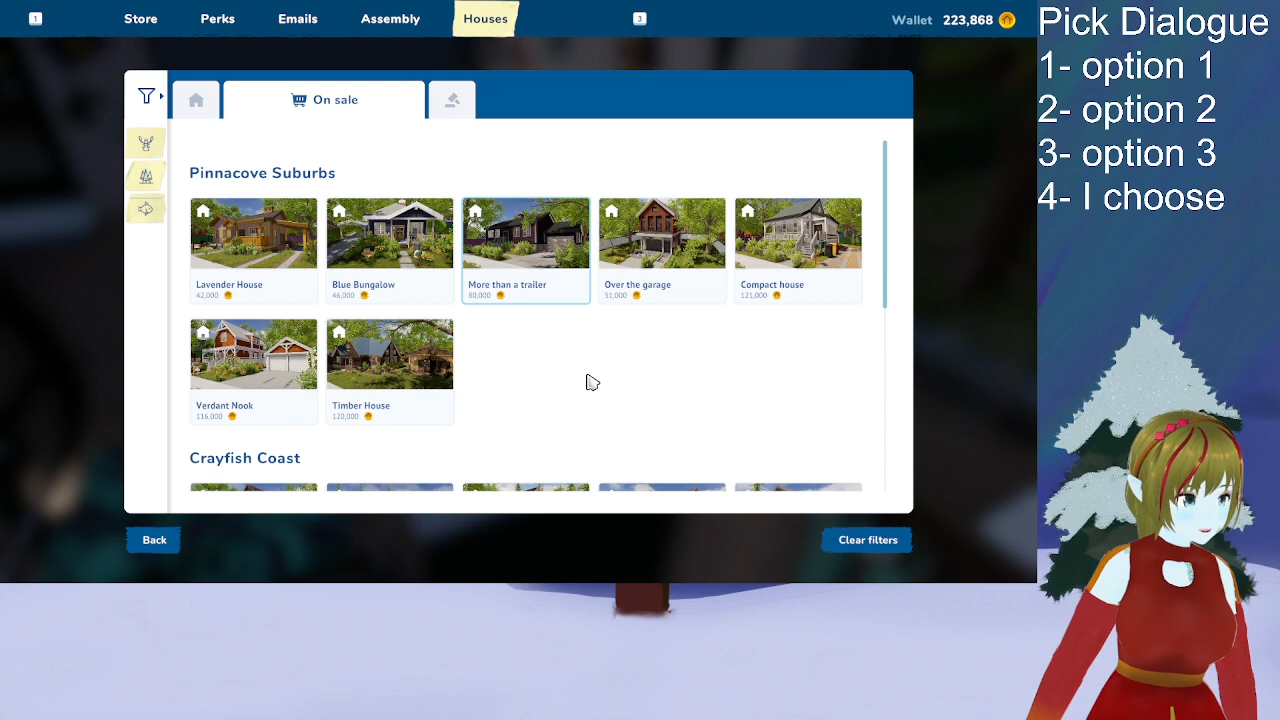 1 Store Perks Emails Assembly Houses 3 Wallet 223,868
On sale
Pinnacove Suburbs
Lavender House
42,000
Blue Bungalow
46,000
More than a trailer
80,000
Over the garage
51,000
Compact house
121,000
Verdant Nook
116,000
Timber House
120,000
Crayfish Coast
Back
Clear filters
Pick Dialogue
1- option 1
2- option 2
3- option 3
4- I choose